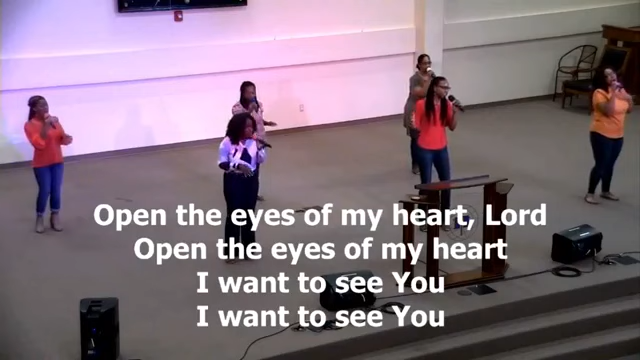 Open the eyes of my heart, Lord
Open the eyes of my heart
I want to see You
I want to see You